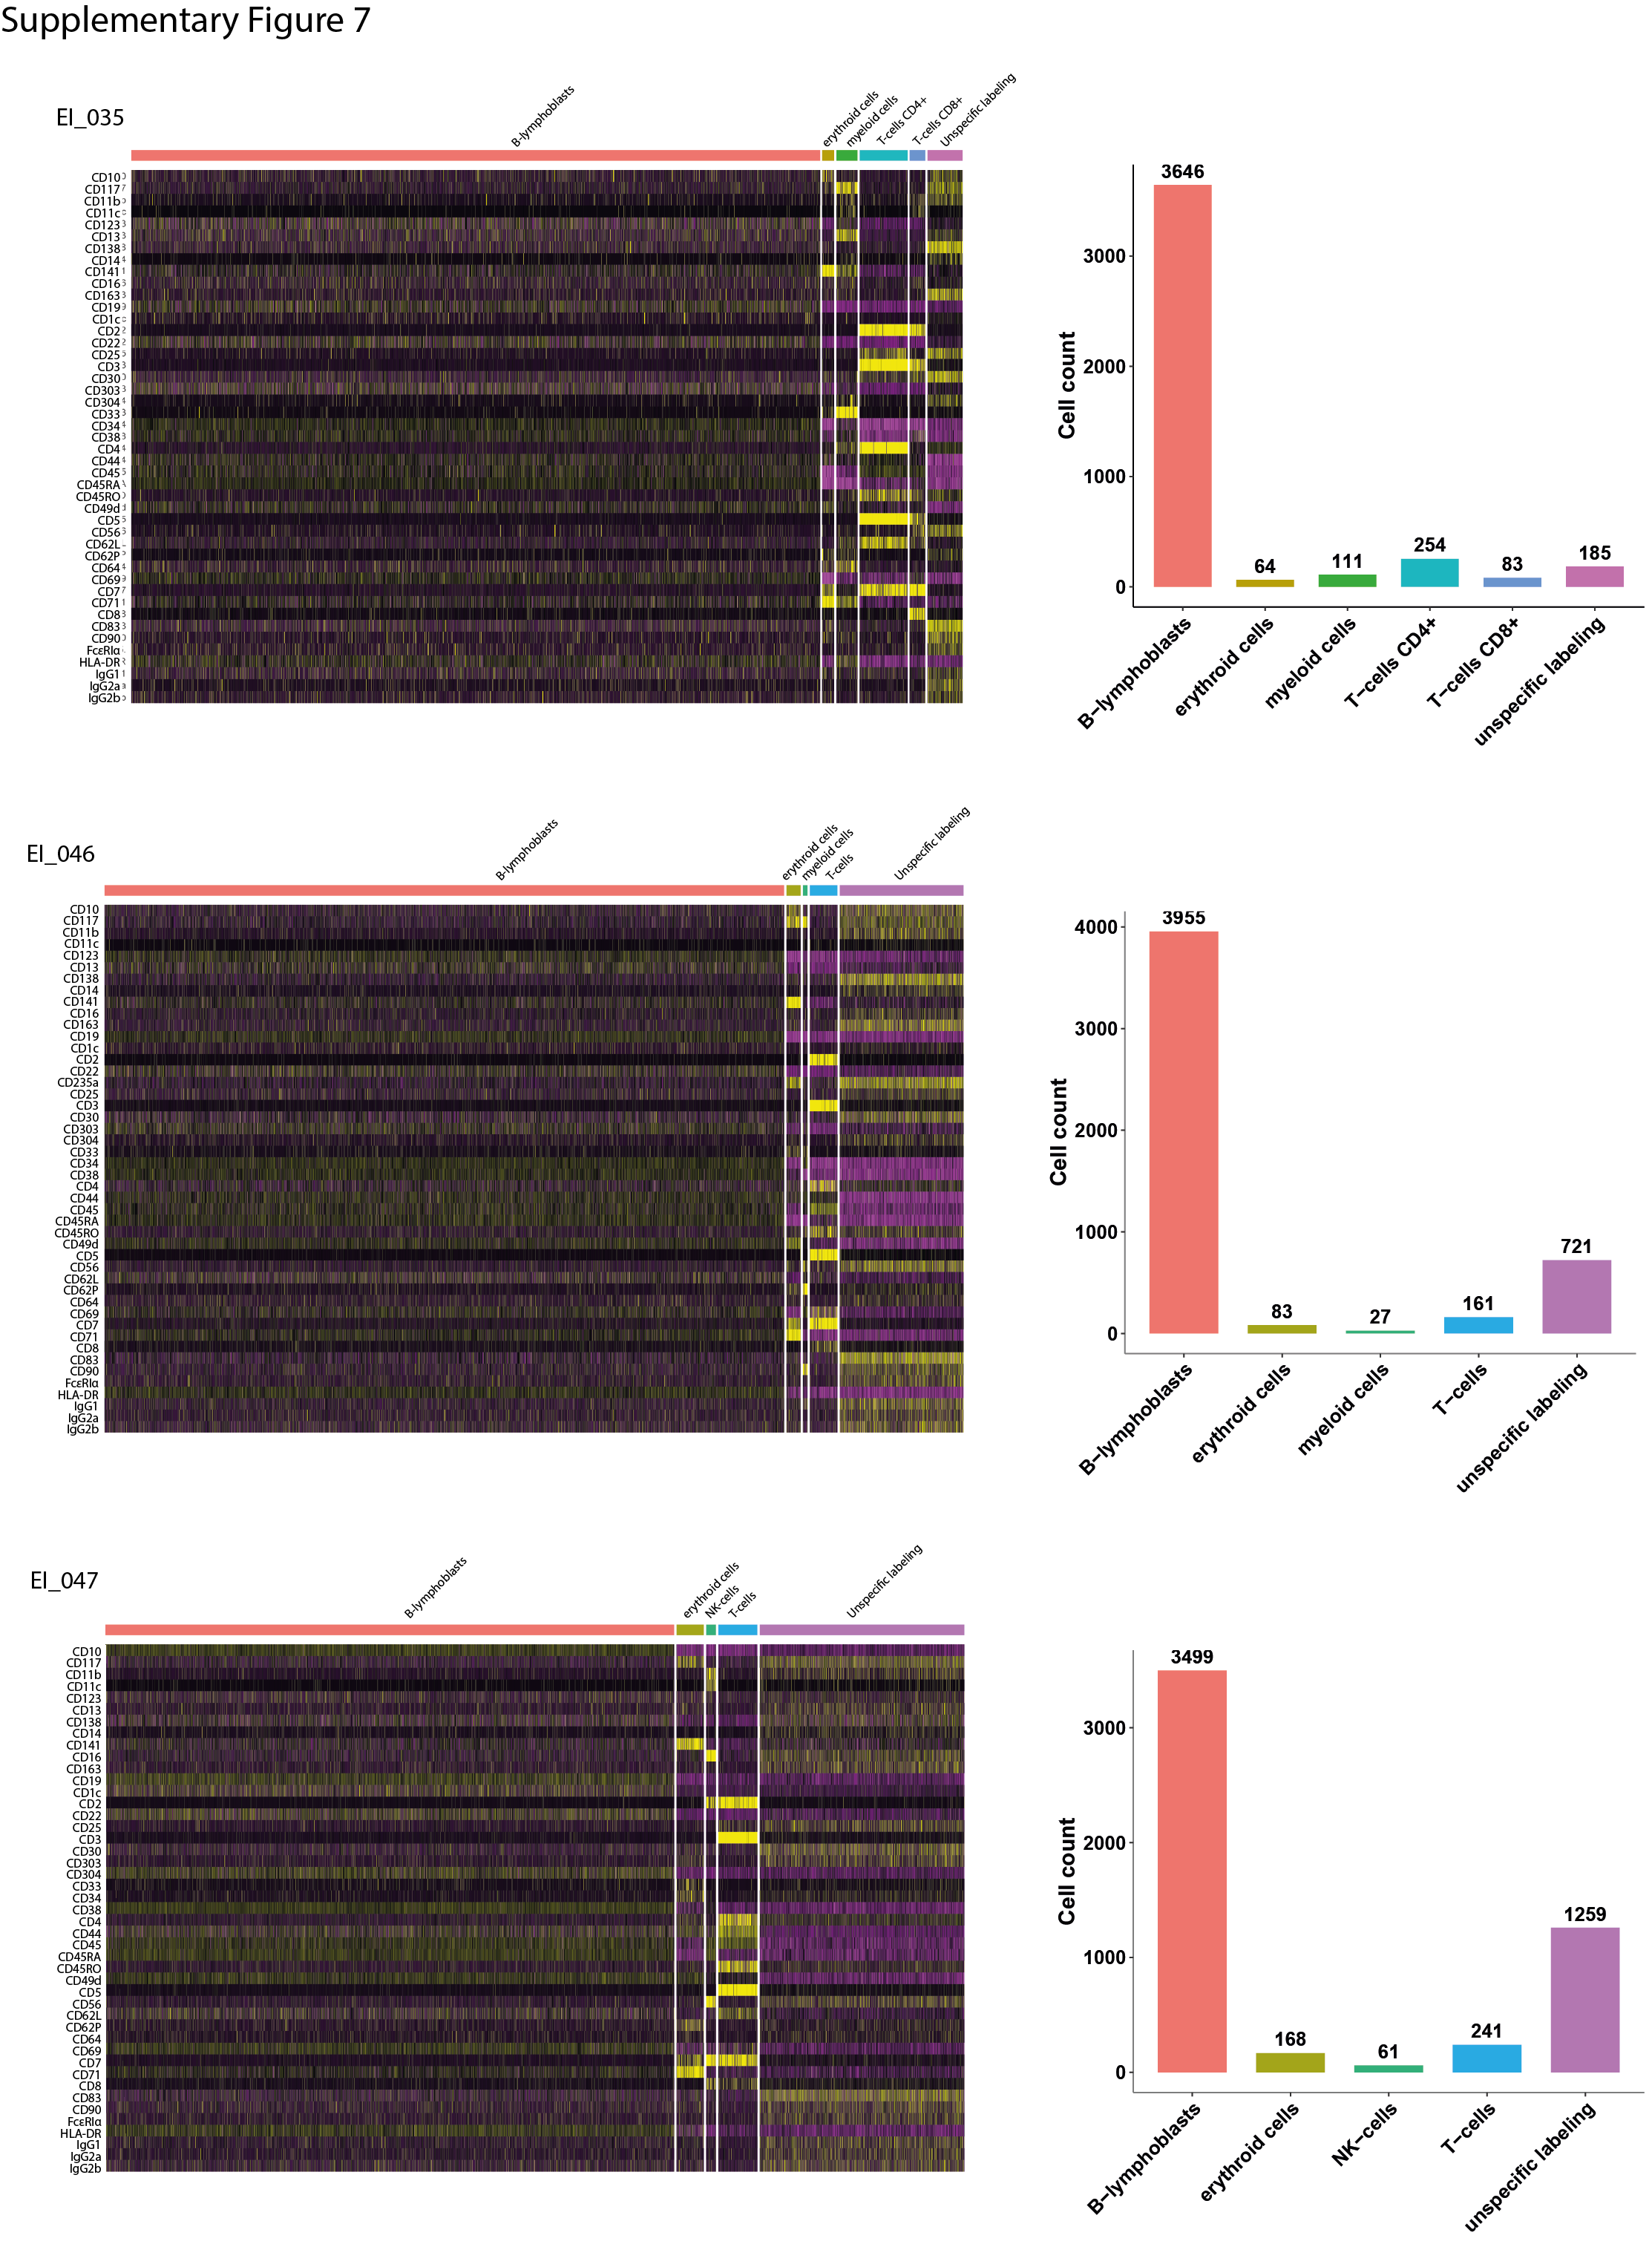 Supplementary Figure 7
EI_035
B-lymphoblasts
erythroid cells
myeloid cells
T-cells CD4+
T-cells CD8+
Unspecific labeling
CD10
CD117
CD11b
CD11c
CD123
CD13
CD138
CD14
CD141
CD16
CD163
CD19
CD1c
CD2
CD22
CD25
CD3
CD30
CD303
CD304
CD33
CD34
CD38
CD4
CD44
CD45
CD45RA
CD45RO
CD49d
CD5
CD56
CD62L
CD62P
CD64
CD69
CD7
CD71
CD8
CD83
CD90
FcεRIα
HLA-DR
IgG1
IgG2a
IgG2b
Cell count
3000
2000
1000
0
3646
64
111
254
83
185
B-lymphoblasts
erythroid cells
myeloid cells
T-cells CD4+
T-cells CD8+
unspecific labeling
EI_046
B-lymphoblasts
erythroid cells
myeloid cells
T-cells
Unspecific labeling
CD10
CD117
CD11b
CD11c
CD123
CD13
CD138
CD14
CD141
CD16
CD163
CD19
CD1c
CD2
CD22
CD235a
CD25
CD3
CD30
CD303
CD304
CD33
CD34
CD38
CD4
CD44
CD45
CD45RA
CD45RO
CD49d
CD5
CD56
CD62L
CD62P
CD64
CD69
CD7
CD71
CD8
CD83
CD90
FcεRIα
HLA-DR
IgG1
IgG2a
IgG2b
Cell count
4000
3000
2000
1000
0
3955
83
27
161
721
B-lymphoblasts
erythroid cells
myeloid cells
T-cells
unspecific labeling
EI_047
B-lymphoblasts
erythroid cells
NK-cells
T-cells
Unspecific labeling
CD10
CD117
CD11b
CD11c
CD123
CD13
CD138
CD14
CD141
CD16
CD163
CD19
CD1c
CD2
CD22
CD25
CD3
CD30
CD303
CD304
CD33
CD34
CD38
CD4
CD44
CD45
CD45RA
CD45RO
CD49d
CD5
CD56
CD62L
CD62P
CD64
CD69
CD7
CD71
CD8
CD83
CD90
FcεRIα
HLA-DR
IgG1
IgG2a
IgG2b
Cell count
3000
2000
1000
0
3499
168
61
241
1259
B-lymphoblasts
erythroid cells
NK-cells
T-cells
unspecific labeling